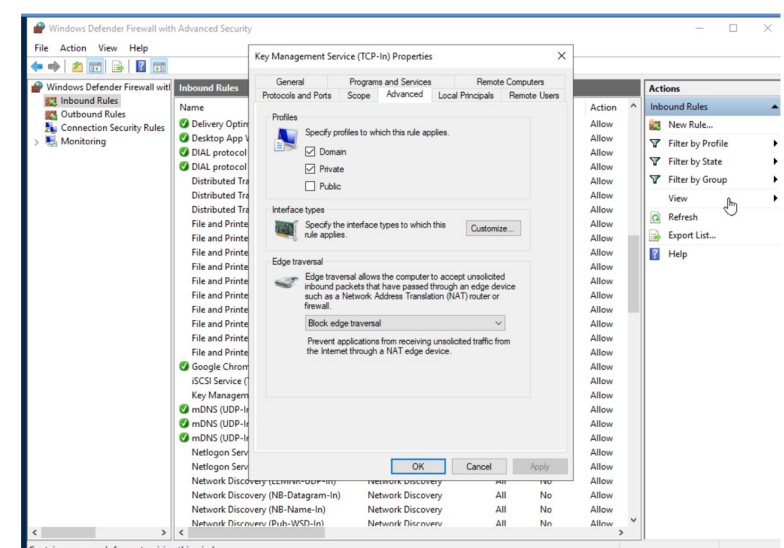 Windows Defender Firewall with Advanced Security
File Action View Help
Windows Defender Firewall witl
Inbound Rules
Outbound Rules
Connection Security Rules
Monitoring
Inbound Rules
Name
Action
Delivery Optin
Allow
Desktop App V
Allow
DIAL protocol
Allow
DIAL protocol
Allow
Distributed Tra
Allow
Distributed Tra
Allow
Distributed Tra
Allow
File and Printe
Allow
File and Printe
Allow
File and Printe
Allow
File and Printe
Allow
File and Printe
Allow
File and Printe
Allow
File and Printe
Allow
File and Printe
Allow
File and Printe
Allow
File and Printe
Allow
Google Chrom
Allow
iSCSI Service (T
Allow
Key Managem
Allow
mDNS (UDP-In
Allow
mDNS (UDP-In
Allow
mDNS (UDP-In
Allow
Netlogon Serv
Allow
Netlogon Serv
Allow
Network Discovery (LLMNR-UDP-In) Network Discovery All No Allow
Network Discovery (NB-Datagram-In) Network Discovery All No Allow
Network Discovery (NB-Name-In) Network Discovery All No Allow
Network Discovery (Pub-WSD-In) Network Discovery All No Allow
Key Management Service (TCP-In) Properties
General Programs and Services Remote Computers
Protocols and Ports Scope Advanced Local Principals Remote Users
Profiles
Specify profiles to which this rule applies.
Domain
Private
Public
Interface types
Specify the interface types to which this
rule applies.
Customize...
Edge traversal
Edge traversal allows the computer to accept unsolicited
inbound packets that have passed through an edge device
such as a Network Address Translation (NAT) router or
firewall.
Block edge traversal
Prevent applications from receiving unsolicited traffic from
the Internet through a NAT edge device.
OK Cancel Apply
Actions
Inbound Rules
New Rule...
Filter by Profile
Filter by State
Filter by Group
View
Refresh
Export List...
Help